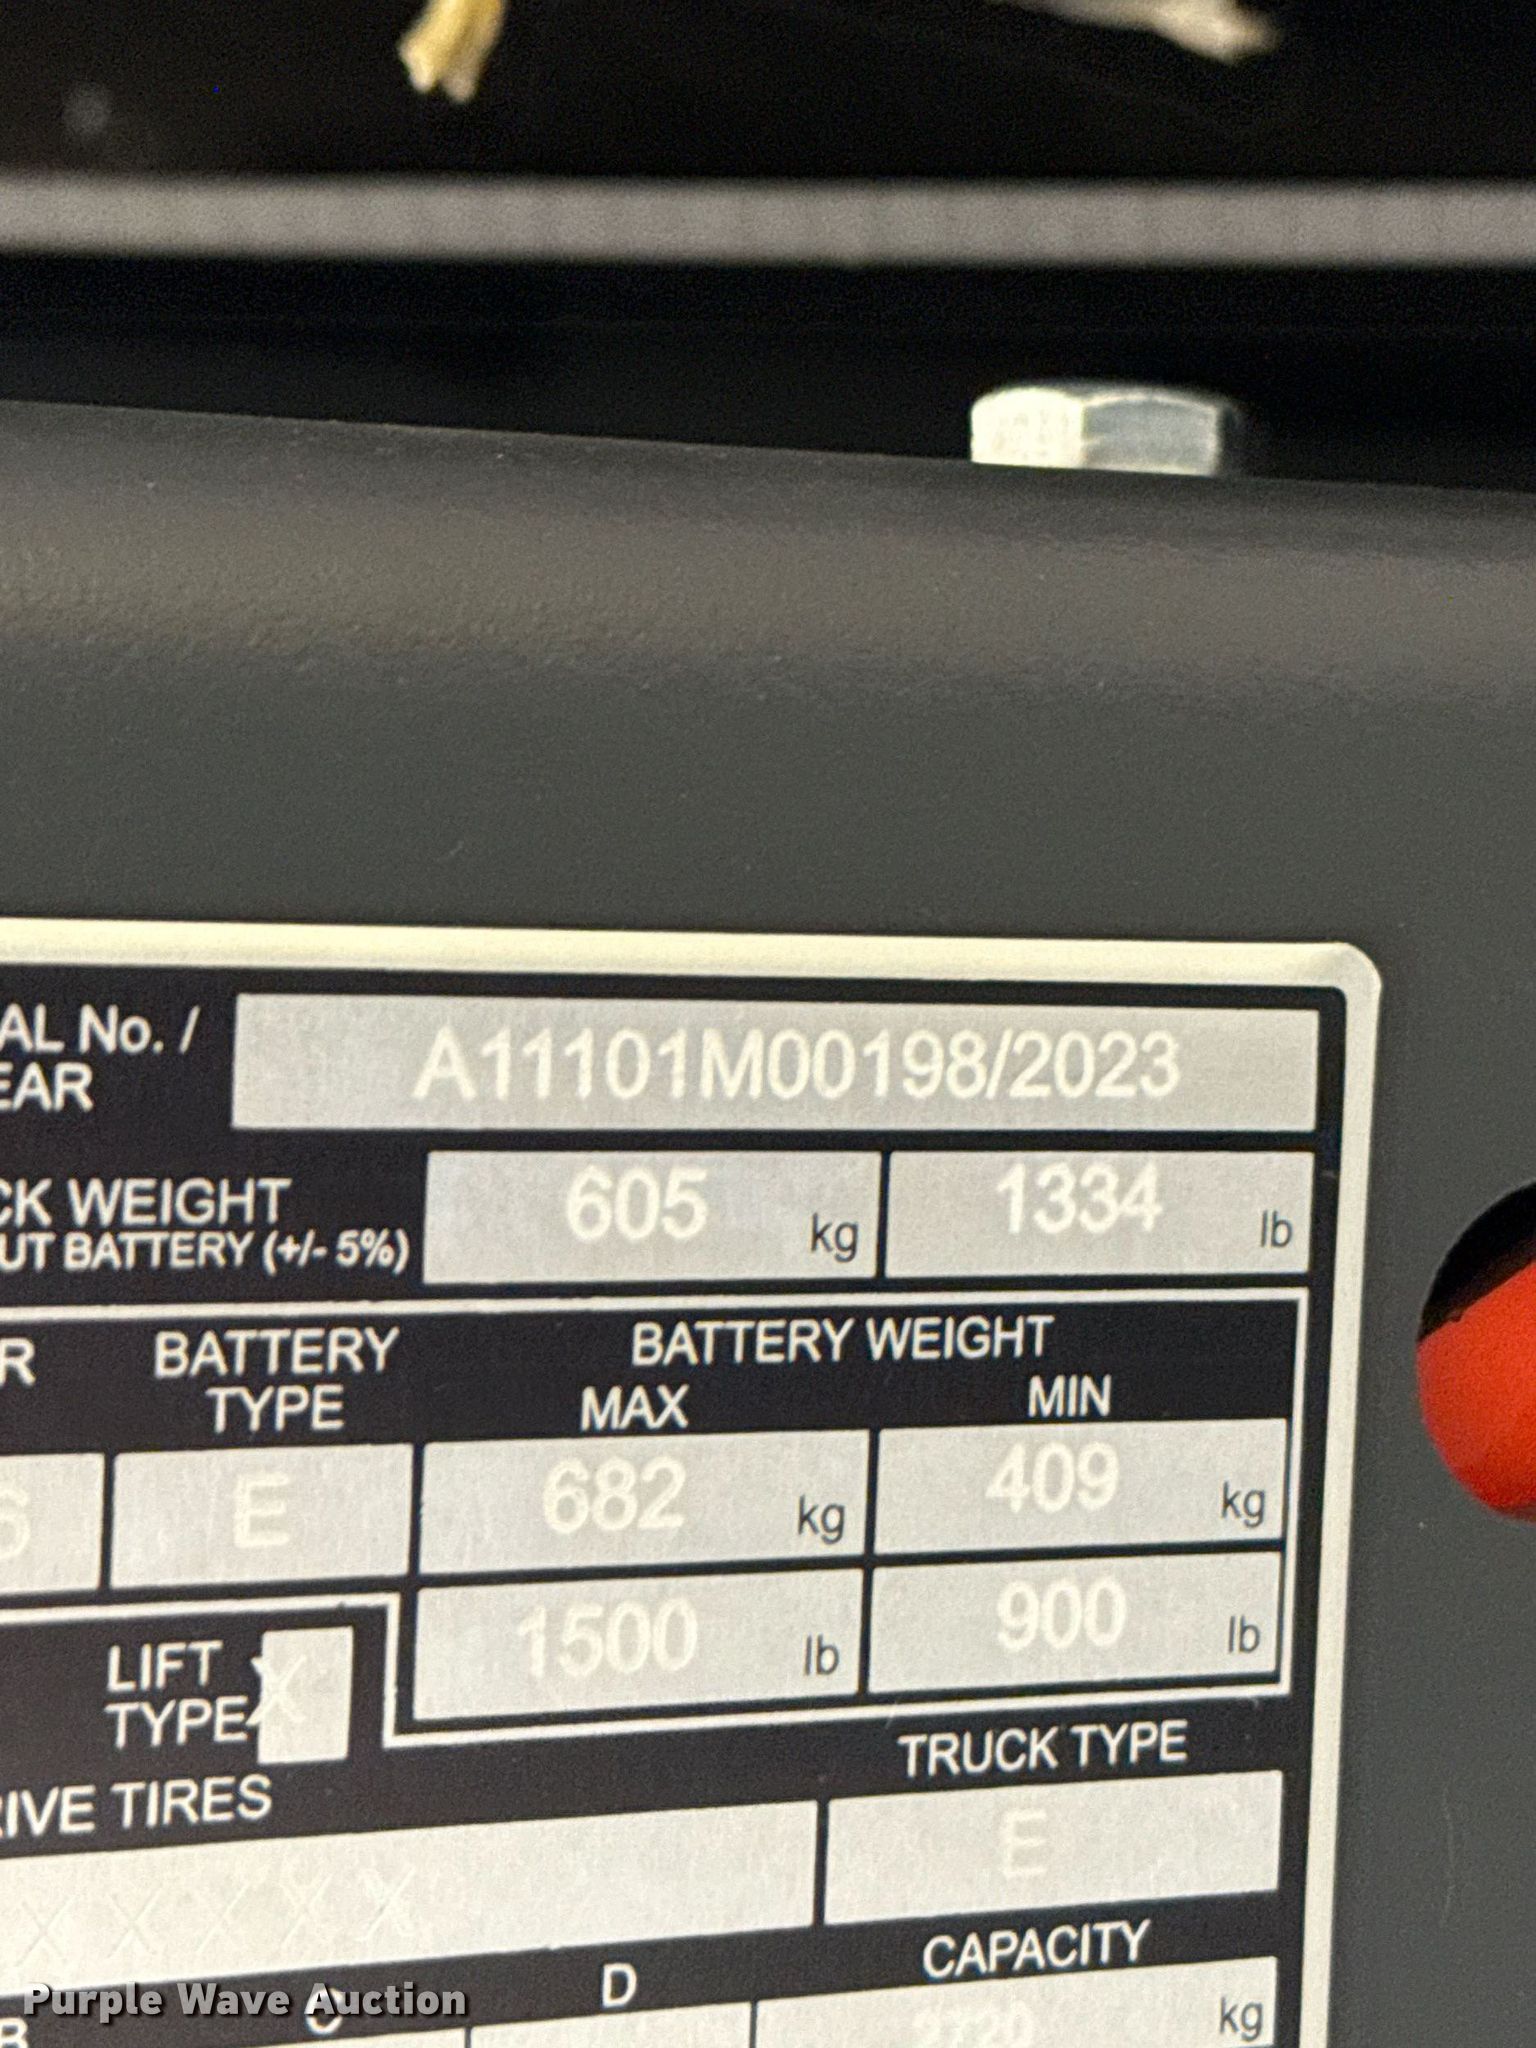 AL No. / A11101M00198/2023
EAR
CK WEIGHT 605 kg 1334 lb
UT BATTERY (+/- 5%)
R BATTERY TYPE BATTERY WEIGHT
MAX MIN
6 E 682 kg 409 kg
1500 lb 900 lb
LIFT TYPE X
TRUCK TYPE
RIVE TIRES
X X X X X E
CAPACITY
B C D
2720 kg
Purple Wave Auction